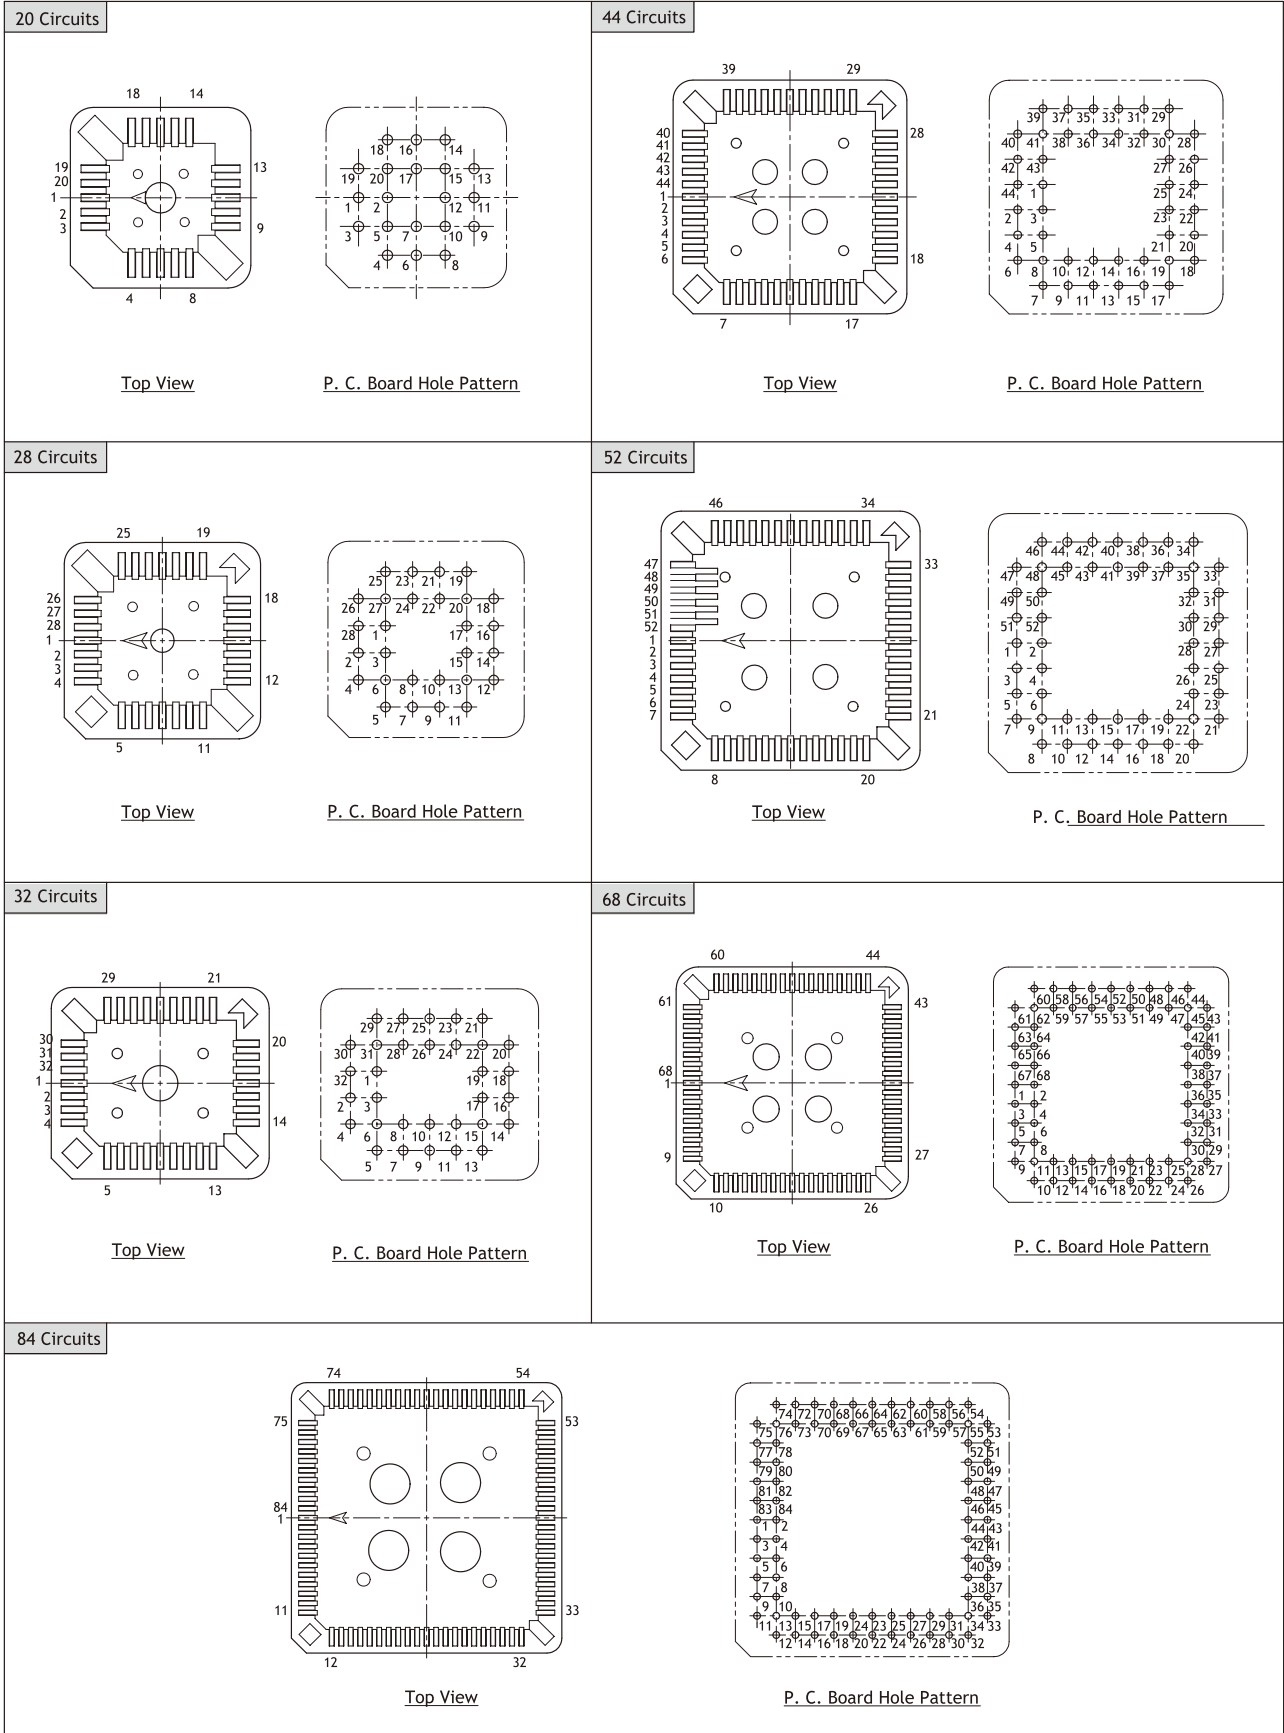 20 Circuits
18 14
19 13
20
1
2
3 9
4 8
Top View
18 16 14
19 20 17 15 13
1 2 12 11
3 5 7 10 9
4 6 8
P. C. Board Hole Pattern
44 Circuits
39 29
40 28
41
42
43
44
1
2
3
4
5
6 18
7 17
Top View
39 37 35 33 31 29
40 41 38 36 34 32 30 28
42 43 27 26
44 1 25 24
2 3 23 22
4 5 21 20
6 8 10 12 14 16 19 18
7 9 11 13 15 17
P. C. Board Hole Pattern
28 Circuits
25 19
26 18
27
28
1
2
3
4 12
5 11
Top View
25 23 21 19
26 27 24 22 20 18
28 1 17 16
2 3 15 14
4 6 8 10 13 12
5 7 9 11
P. C. Board Hole Pattern
52 Circuits
46 34
47 33
48
49
50
51
52
1
2
3
4
5
6
7 21
8 20
Top View
46 44 42 40 38 36 34
47 48 45 43 41 39 37 35 33
49 50 32 31
51 52 30 29
1 2 28 27
3 4 26 25
5 6 24 23
7 9 11 13 15 17 19 22 21
8 10 12 14 16 18 20
P. C. Board Hole Pattern
32 Circuits
29 21
30 20
31
32
1
2
3
4 14
5 13
Top View
29 27 25 23 21
30 31 28 26 24 22 20
32 1 19 18
2 3 17 16
4 6 8 10 12 15 14
5 7 9 11 13
P. C. Board Hole Pattern
68 Circuits
60 44
61 43
68
1
9 27
10 26
Top View
60 58 56 54 52 50 48 46 44
61 62 59 57 55 53 51 49 47 45 43
63 64 42 41
65 66 40 39
67 68 38 37
1 2 36 35
3 4 34 33
5 6 32 31
7 8 30 29
9 11 13 15 17 19 21 23 25 28 27
10 12 14 16 18 20 22 24 26
P. C. Board Hole Pattern
84 Circuits
74 54
75 53
84
1
11 33
12 32
Top View
74 72 70 68 66 64 62 60 58 56 54
75 76 73 70 69 67 65 63 61 59 57 55 53
77 78 52 51
79 80 50 49
81 82 48 47
83 84 46 45
1 2 44 43
3 4 42 41
5 6 40 39
7 8 38 37
9 10 36 35
11 13 15 17 19 24 23 25 27 29 31 34 33
12 14 16 18 20 22 24 26 28 30 32
P. C. Board Hole Pattern